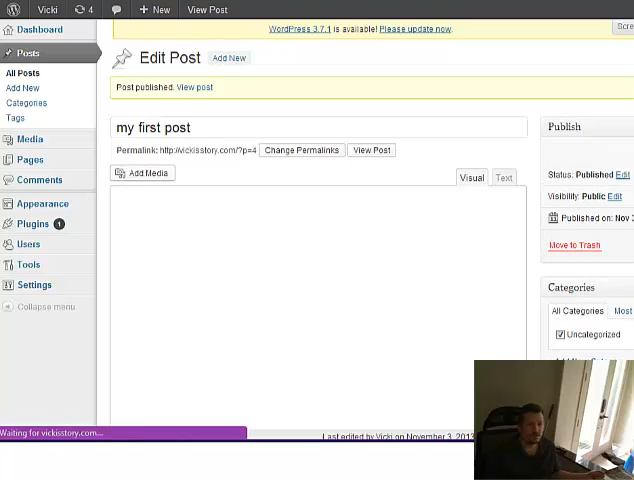 Vicki 4 + New View Post
Dashboard
WordPress 3.7.1 is available! Please update now.
Scre
Posts
Edit Post Add New
All Posts
Add New
Post published. View post
Categories
Tags
my first post
Publish
Media
Permalink: http://vickisstory.com/?p=4 Change Permalinks View Post
Pages
Add Media
Status: Published Edit
Comments
Visual Text
Visibility: Public Edit
Appearance
Published on: Nov 3
Plugins 1
Users
Move to Trash
Tools
Settings
Categories
Collapse menu
All Categories Most
Uncategorized
Waiting for vickisstory.com...
Last edited by Vicki on November 3, 2013